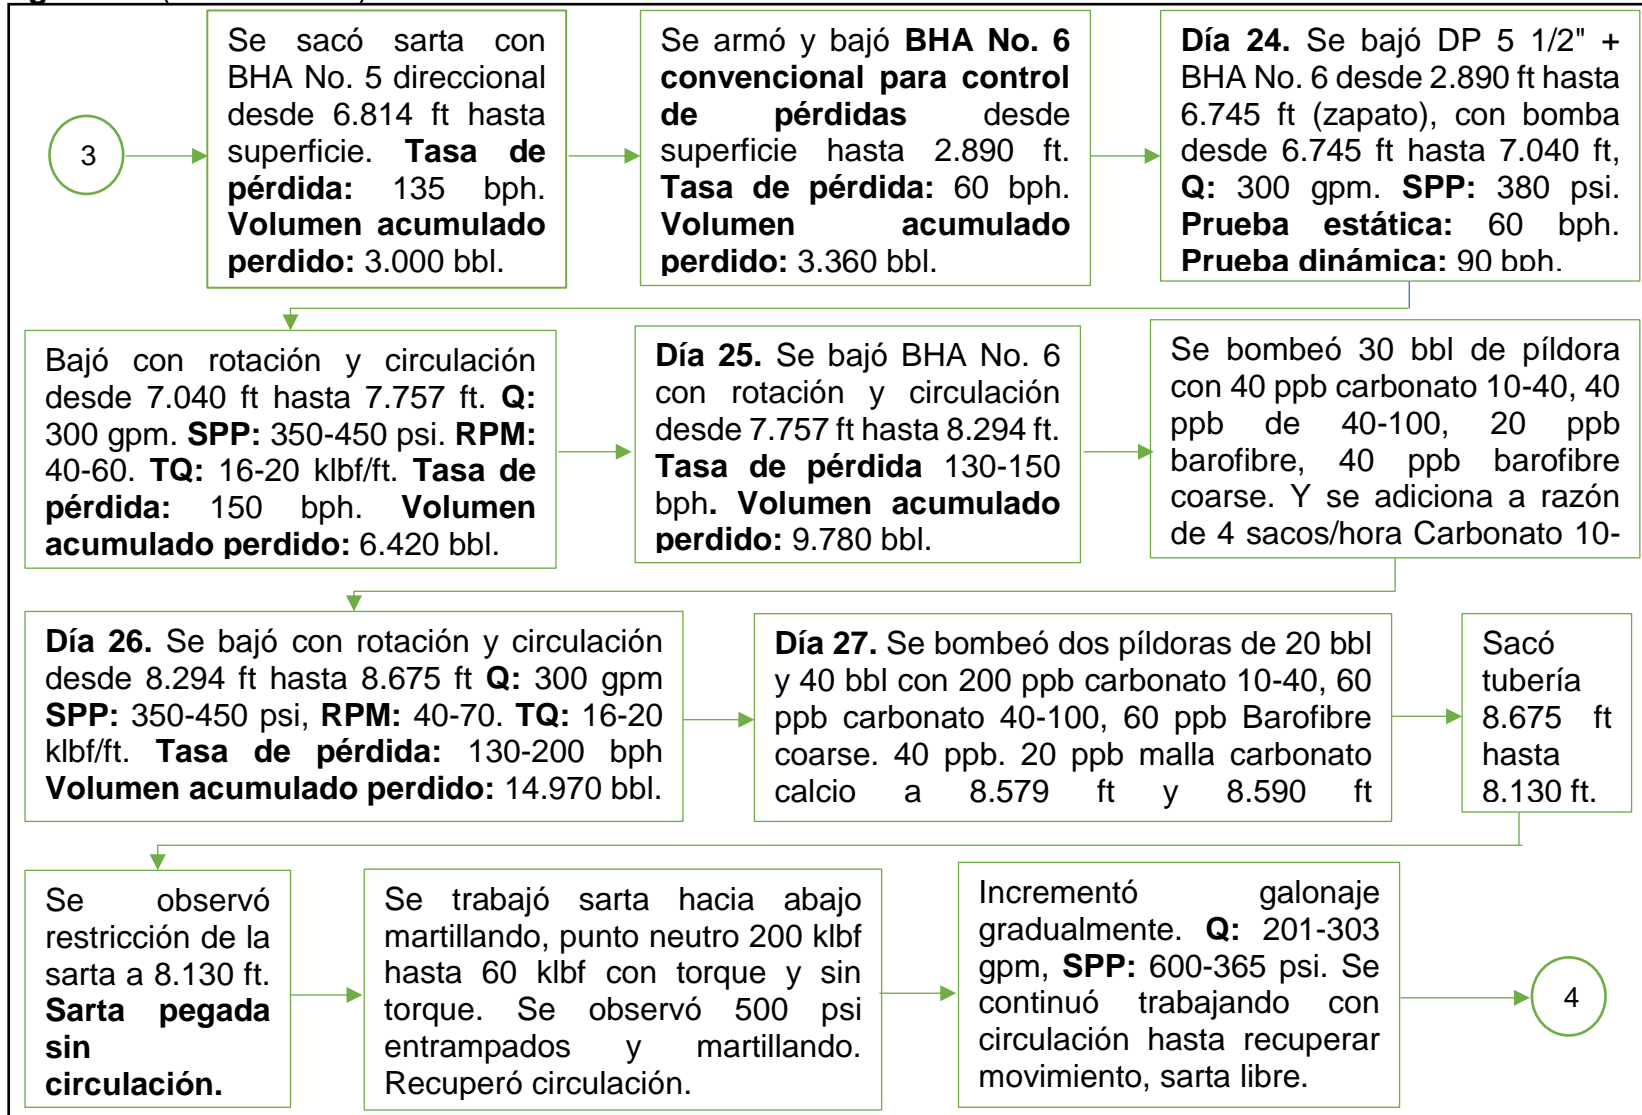 3
Se sacó sarta con
BHA No. 5 direccional
desde 6.814 ft hasta
superficie. Tasa de
pérdida: 135 bph.
Volumen acumulado
perdido: 3.000 bbl.
Se armó y bajó BHA No. 6
convencional para control
de pérdidas desde
superficie hasta 2.890 ft.
Tasa de pérdida: 60 bph.
Volumen acumulado
perdido: 3.360 bbl.
Día 24. Se bajó DP 5 1/2" +
BHA No. 6 desde 2.890 ft hasta
6.745 ft (zapato), con bomba
desde 6.745 ft hasta 7.040 ft,
Q: 300 gpm. SPP: 380 psi.
Prueba estática: 60 bph.
Prueba dinámica: 90 bph.
Bajó con rotación y circulación
desde 7.040 ft hasta 7.757 ft. Q:
300 gpm. SPP: 350-450 psi. RPM:
40-60. TQ: 16-20 klbf/ft. Tasa de
pérdida: 150 bph. Volumen
acumulado perdido: 6.420 bbl.
Día 25. Se bajó BHA No. 6
con rotación y circulación
desde 7.757 ft hasta 8.294 ft.
Tasa de pérdida 130-150
bph. Volumen acumulado
perdido: 9.780 bbl.
Se bombeó 30 bbl de píldora
con 40 ppb carbonato 10-40, 40
ppb de 40-100, 20 ppb
barofibre, 40 ppb barofibre
coarse. Y se adiciona a razón
de 4 sacos/hora Carbonato 10-
Día 26. Se bajó con rotación y circulación
desde 8.294 ft hasta 8.675 ft Q: 300 gpm
SPP: 350-450 psi, RPM: 40-70. TQ: 16-20
klbf/ft. Tasa de pérdida: 130-200 bph
Volumen acumulado perdido: 14.970 bbl.
Día 27. Se bombeó dos píldoras de 20 bbl
y 40 bbl con 200 ppb carbonato 10-40, 60
ppb carbonato 40-100, 60 ppb Barofibre
coarse. 40 ppb. 20 ppb malla carbonato
calcio a 8.579 ft y 8.590 ft
Sacó
tubería
8.675 ft
hasta
8.130 ft.
Se observó
restricción de la
sarta a 8.130 ft.
Sarta pegada
sin
circulación.
Se trabajó sarta hacia abajo
martillando, punto neutro 200 klbf
hasta 60 klbf con torque y sin
torque. Se observó 500 psi
entrampados y martillando.
Recuperó circulación.
Incrementó galonaje
gradualmente. Q: 201-303
gpm, SPP: 600-365 psi. Se
continuó trabajando con
circulación hasta recuperar
movimiento, sarta libre.
4